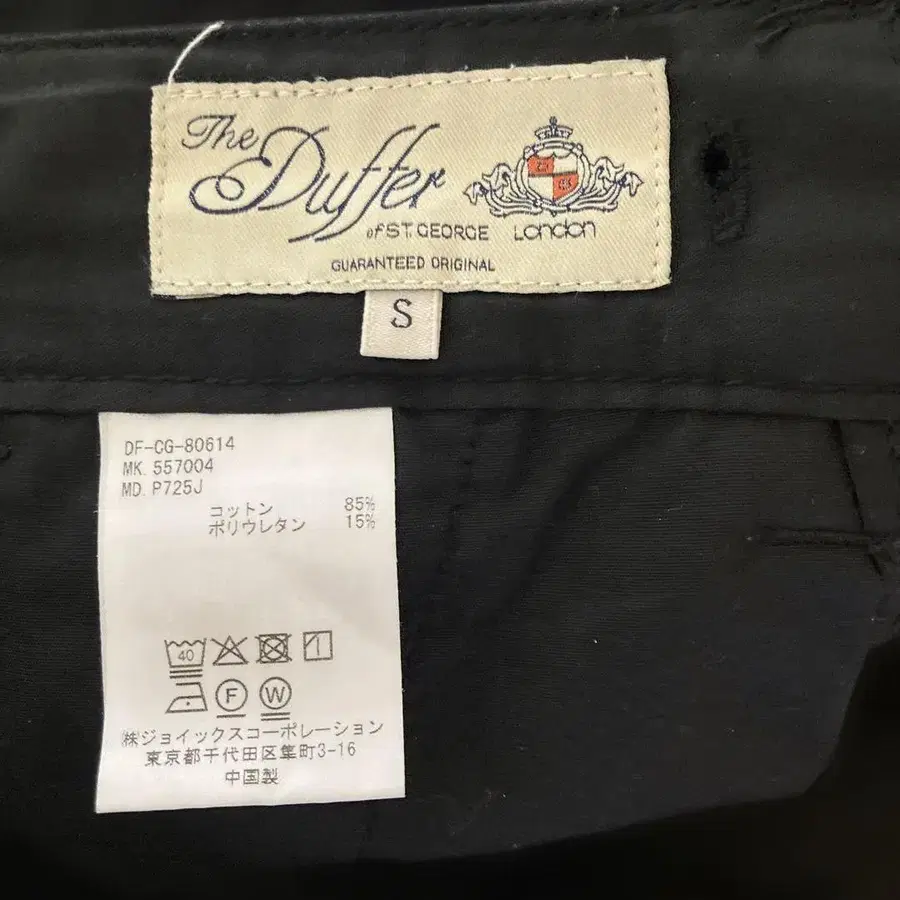 The Duffer
of ST. GEORGE London
GUARANTEED ORIGINAL
S
DF-CG-80614
MK. 557004
MD. P725J
コットン 85%
ポリウレタン 15%
40
F W
㈱ジョイックスコーポレーション
東京都千代田区隼町3-16
中国製